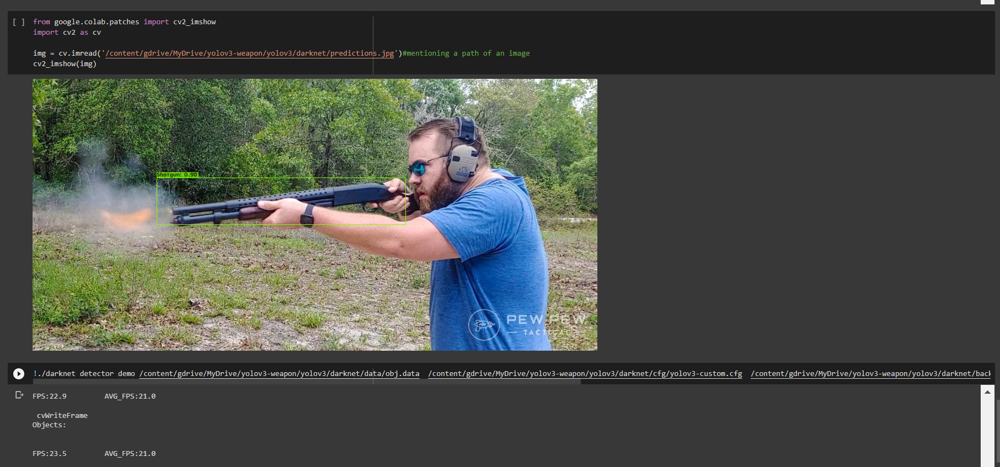 [ ] from google.colab.patches import cv2_imshow
import cv2 as cv
img = cv.imread('/content/gdrive/MyDrive/yolov3-weapon/yolov3/darknet/predictions.jpg')#mentioning a path of an image
cv2_imshow(img)
Shotgun: 0.90
PEW PEW
TACTICAL
!./darknet detector demo /content/gdrive/MyDrive/yolov3-weapon/yolov3/darknet/data/obj.data /content/gdrive/MyDrive/yolov3-weapon/yolov3/darknet/cfg/yolov3-custom.cfg /content/gdrive/MyDrive/yolov3-weapon/yolov3/darknet/back
FPS:22.9 AVG_FPS:21.0
cvWriteFrame
Objects:
FPS:23.5 AVG_FPS:21.0